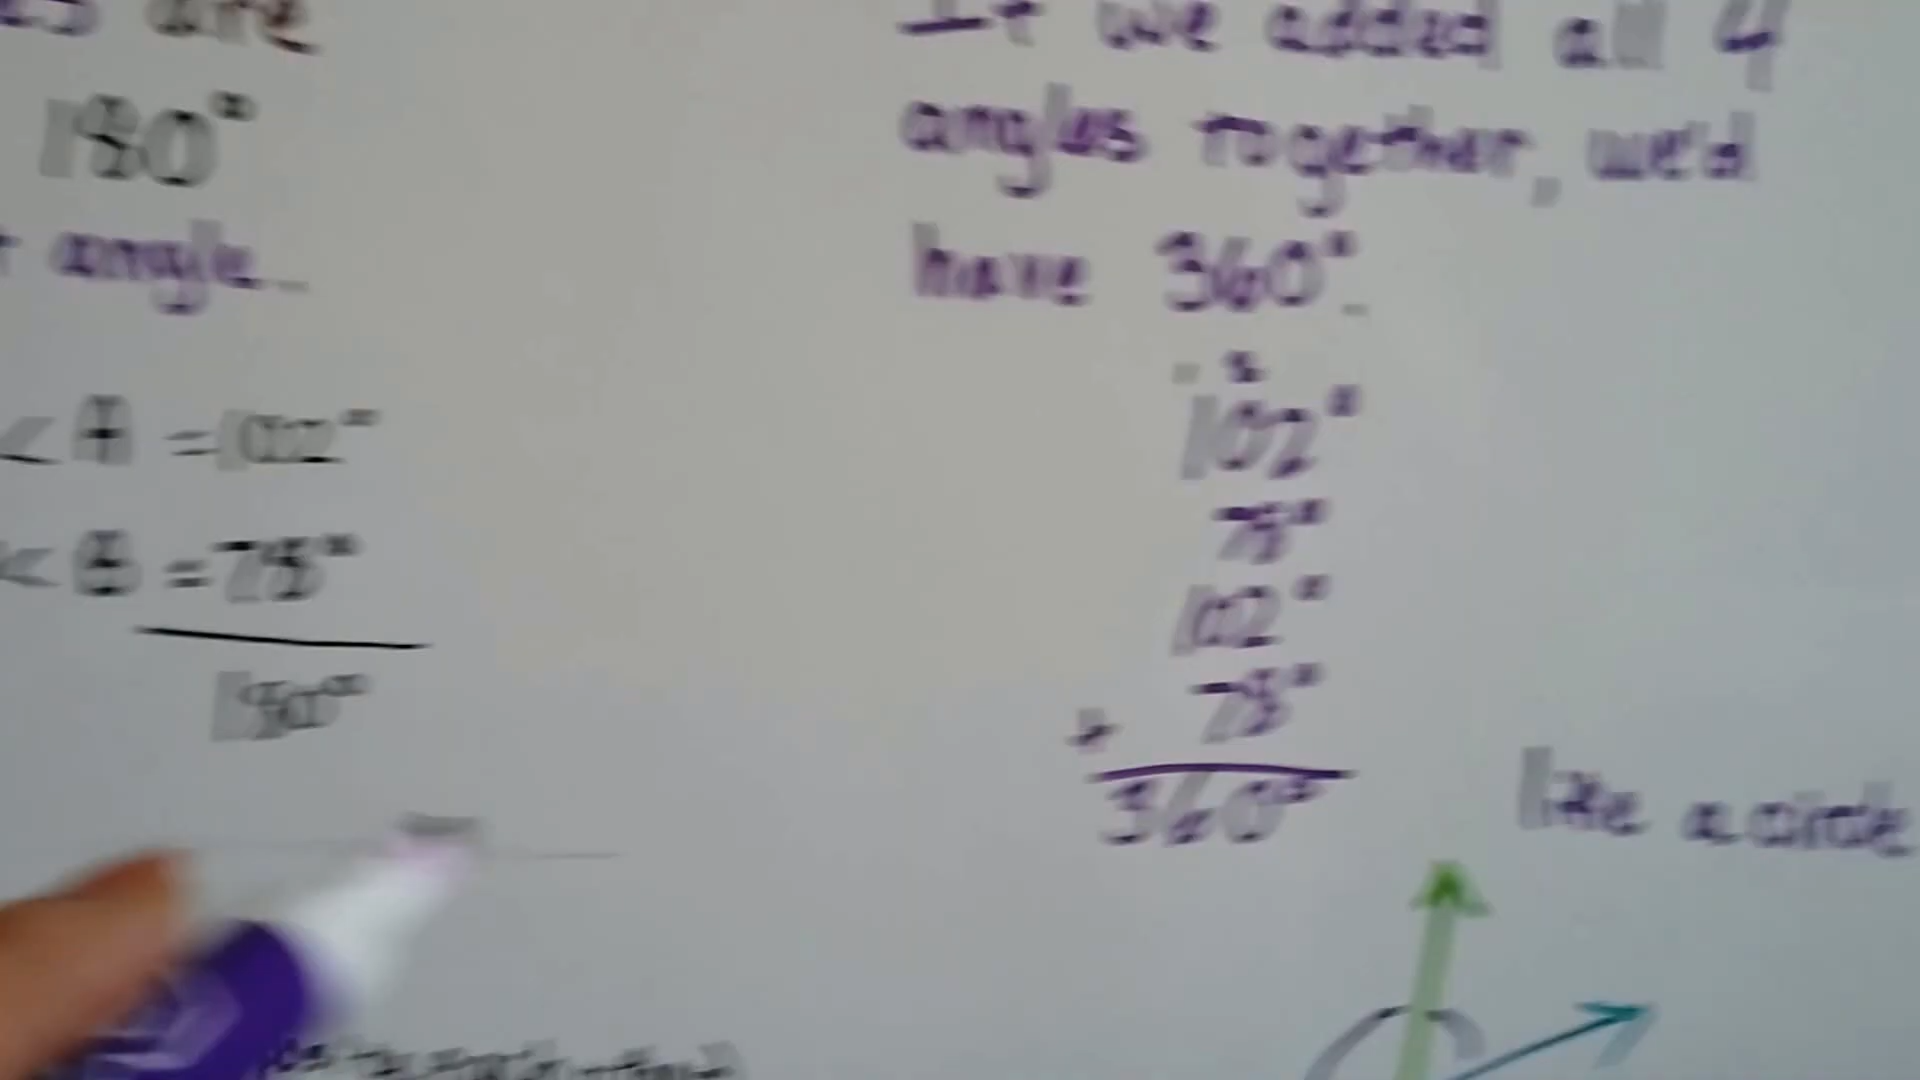 are
180°
angle.
< A = 102°
< B = 78°
180°
If we added all 4
angles together, we'd
have 360°.
102°
78°
102°
+ 78°
360°
like a circle